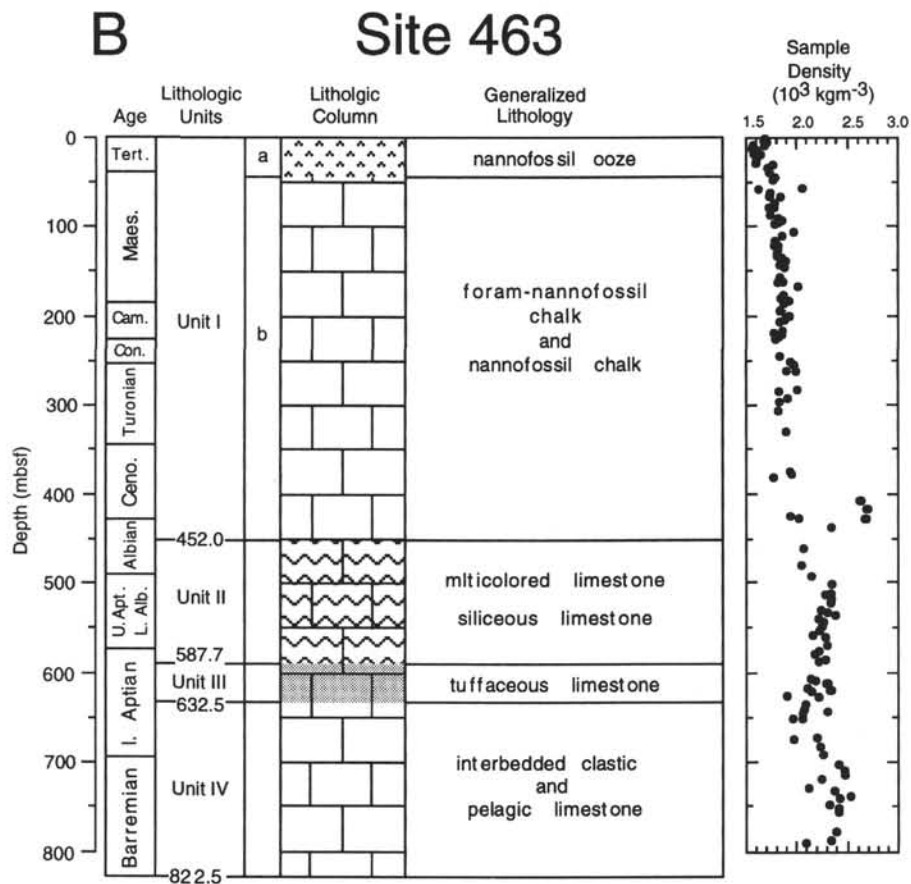 B
Site 463
Sample
Density
(10³ kgm⁻³)
Age
Lithologic
Units
Litholgic
Column
Generalized
Lithology
1.5 2.0 2.5 3.0
Depth (mbsf)
0
100
200
300
400
500
600
700
800
Tert.
Maes.
Cam.
Con.
Turonian
Ceno.
Albian
U. Apt.
L. Alb.
l. Aptian
Barremian
Unit I
a
b
452.0
Unit II
587.7
Unit III
632.5
Unit IV
822.5
nannofossil ooze
foram-nannofossil
chalk
and
nannofossil chalk
mlticolored limestone
siliceous limestone
tuffaceous limestone
interbedded clastic
and
pelagic limestone